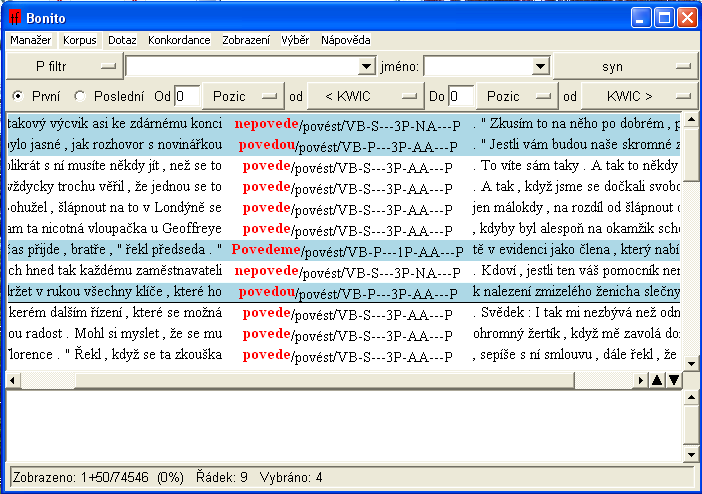 Bonito
Manažer Korpus Dotaz Konkordance Zobrazení Výběr Nápověda
P filtr jméno: syn
První Poslední Od 0 Pozic od < KWIC Do 0 Pozic od KWIC >
takový výcvik asi ke zdárnému konci nepovede/povést/VB-S---3P-NA---P . " Zkusím to na něho po dobrém , p
ylo jasné , jak rozhovor s novinářkou povedou/povést/VB-P---3P-AA---P . " Jestli vám budou naše skromné z
olikrát s ní musíte někdy jít , než se to povede/povést/VB-S---3P-AA---P . To víte sám taky . A tak to někdy
vždycky trochu věřil , že jednou se to povede/povést/VB-S---3P-AA---P . A tak , když jsme se dočkali svobo
ohužel , šlápnout na to v Londýně se povede/povést/VB-S---3P-AA---P jen málokdy , na rozdíl od šlápnout
am ta nicotná vloupačka u Geoffreye povede/povést/VB-S---3P-AA---P , kdyby byl alespoň na okamžik sch
čas přijde , bratře , " řekl předseda . " Povedeme/povést/VB-P---1P-AA---P tě v evidenci jako člena , který nabí
ch hned tak každému zaměstnavateli nepovede/povést/VB-S---3P-NA---P . Kdoví , jestli ten váš pomocník ner
držet v rukou všechny klíče , které ho povedou/povést/VB-P---3P-AA---P k nalezení zmizelého ženicha slečny
kerém dalším řízení , které se možná povede/povést/VB-S---3P-AA---P . Svědek : I tak mi nezbývá než odn
ou radost . Mohl si myslet , že se mu povede/povést/VB-S---3P-AA---P ohromný žertík , když mě zavolá do
Florence . " Řekl , když se ta zkouška povede/povést/VB-S---3P-AA---P , sepíše s ní smlouvu , dále řekl , že
Zobrazeno: 1+50/74546 (0%) Řádek: 9 Vybráno: 4